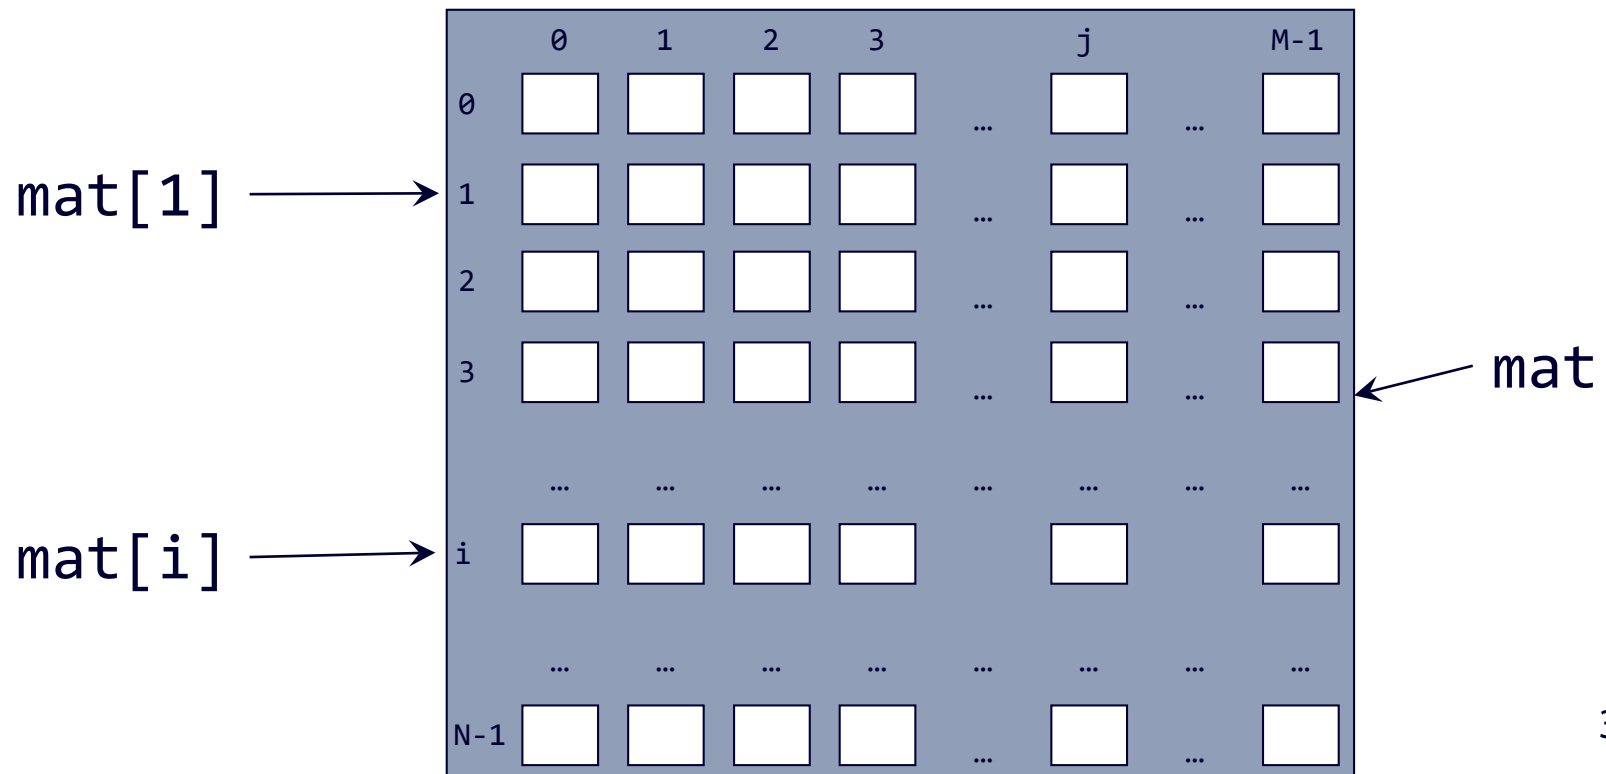 0 1 2 3 j M-1
0 … …
mat[1] 1 … …
2 … …
3 … …
mat
… … … … … … … …
mat[i] i
… … … … … … … …
N-1 … …